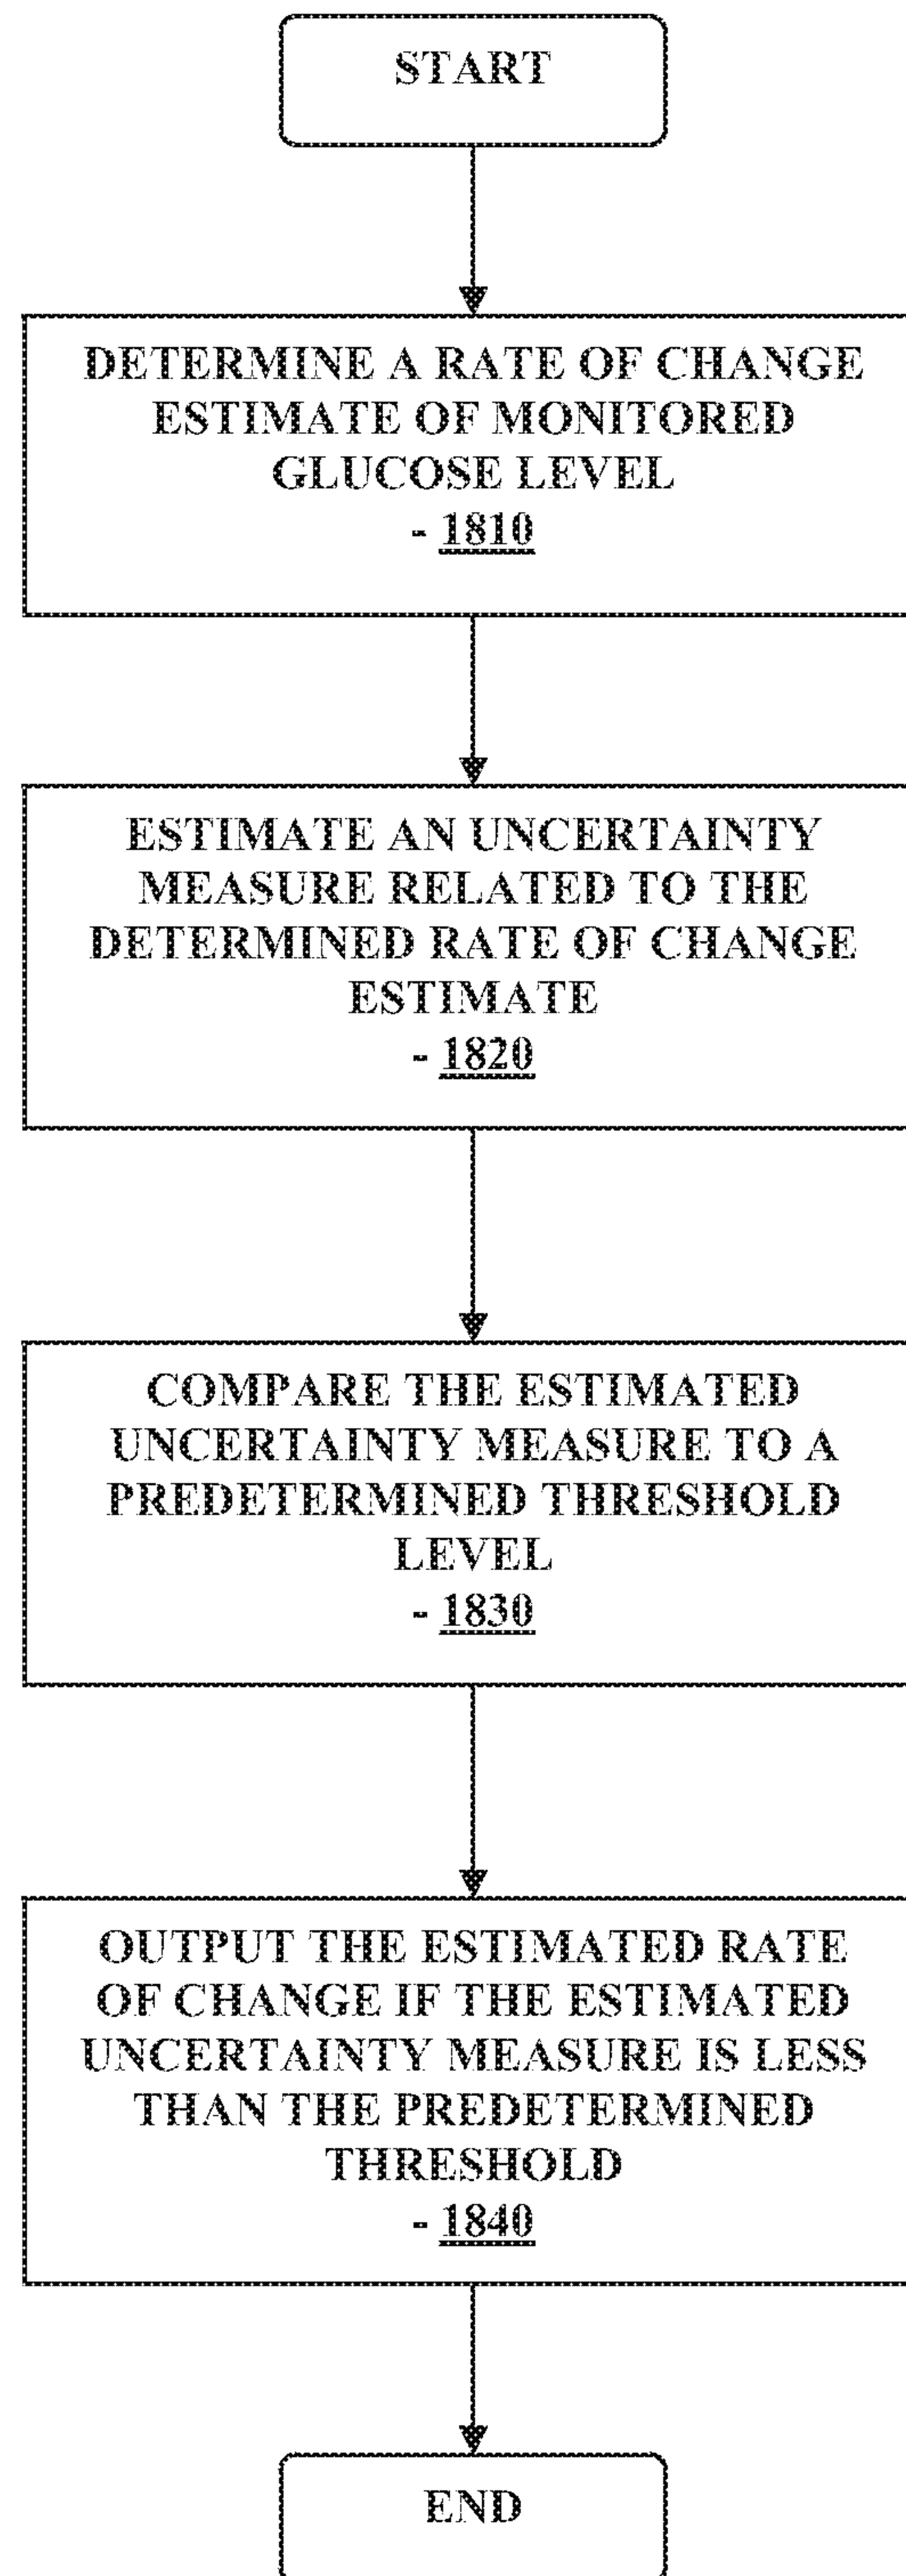 START
DETERMINE A RATE OF CHANGE
ESTIMATE OF MONITORED
GLUCOSE LEVEL
- 1810
ESTIMATE AN UNCERTAINTY
MEASURE RELATED TO THE
DETERMINED RATE OF CHANGE
ESTIMATE
- 1820
COMPARE THE ESTIMATED
UNCERTAINTY MEASURE TO A
PREDETERMINED THRESHOLD
LEVEL
- 1830
OUTPUT THE ESTIMATED RATE
OF CHANGE IF THE ESTIMATED
UNCERTAINTY MEASURE IS LESS
THAN THE PREDETERMINED
THRESHOLD
- 1840
END